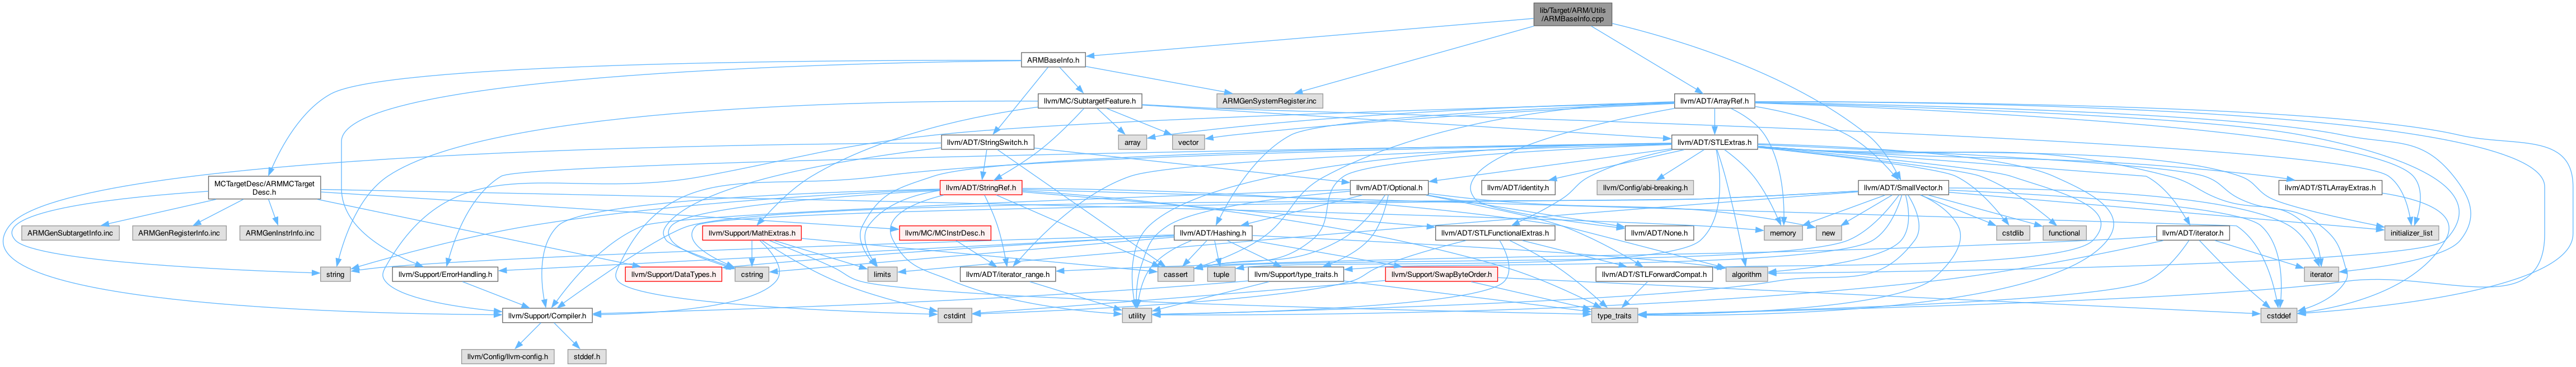 lib/Target/ARM/Utils
/ARMBaseInfo.cpp
ARMBaseInfo.h
llvm/MC/SubtargetFeature.h
ARMGenSystemRegister.inc
llvm/ADT/ArrayRef.h
llvm/ADT/StringSwitch.h
array
vector
llvm/ADT/STLExtras.h
MCTargetDesc/ARMMCTarget
Desc.h
llvm/ADT/StringRef.h
llvm/ADT/Optional.h
llvm/ADT/identity.h
llvm/Config/abi-breaking.h
llvm/ADT/SmallVector.h
llvm/ADT/STLArrayExtras.h
ARMGenSubtargetInfo.inc
ARMGenRegisterInfo.inc
ARMGenInstrInfo.inc
llvm/Support/MathExtras.h
llvm/MC/MCInstrDesc.h
llvm/ADT/Hashing.h
llvm/ADT/STLFunctionalExtras.h
llvm/ADT/None.h
memory
new
cstdlib
functional
llvm/ADT/iterator.h
initializer_list
string
llvm/Support/ErrorHandling.h
llvm/Support/DataTypes.h
cstring
limits
llvm/ADT/iterator_range.h
cassert
tuple
llvm/Support/type_traits.h
llvm/Support/SwapByteOrder.h
llvm/ADT/STLForwardCompat.h
algorithm
iterator
llvm/Support/Compiler.h
cstdint
utility
type_traits
cstddef
llvm/Config/llvm-config.h
stddef.h